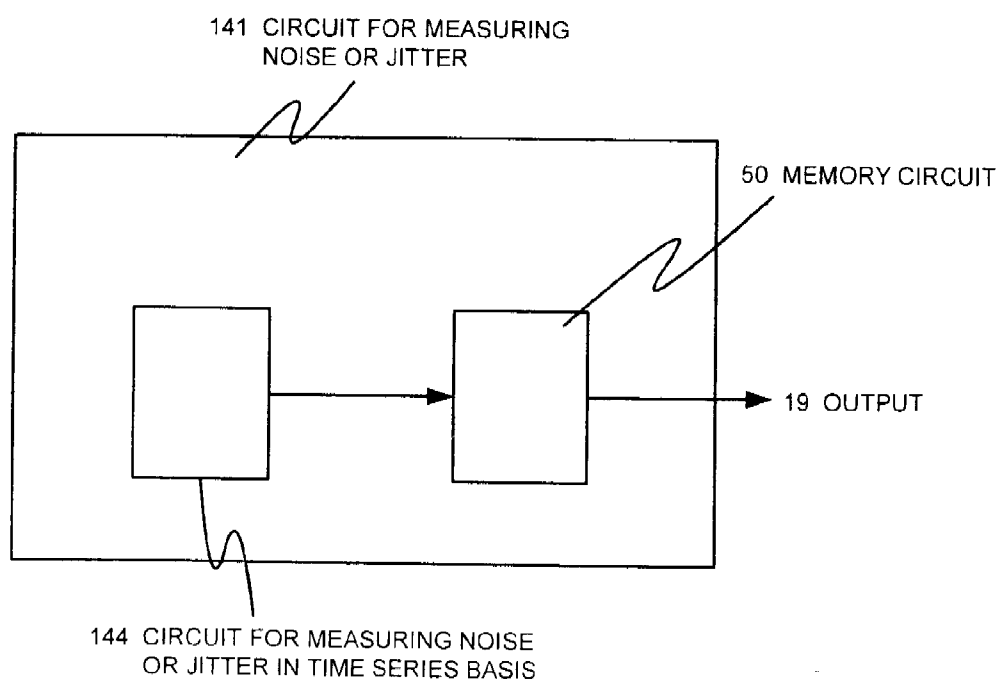 141 CIRCUIT FOR MEASURING
NOISE OR JITTER
50 MEMORY CIRCUIT
19 OUTPUT
144 CIRCUIT FOR MEASURING NOISE
OR JITTER IN TIME SERIES BASIS